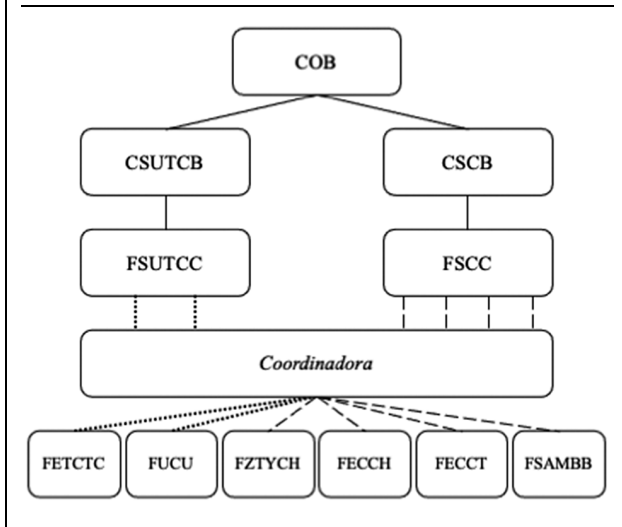 COB
CSUTCB CSCB
FSUTCC FSCC
Coordinadora
FETCTC FUCU FZTYCH FECCH FECCT FSAMBB